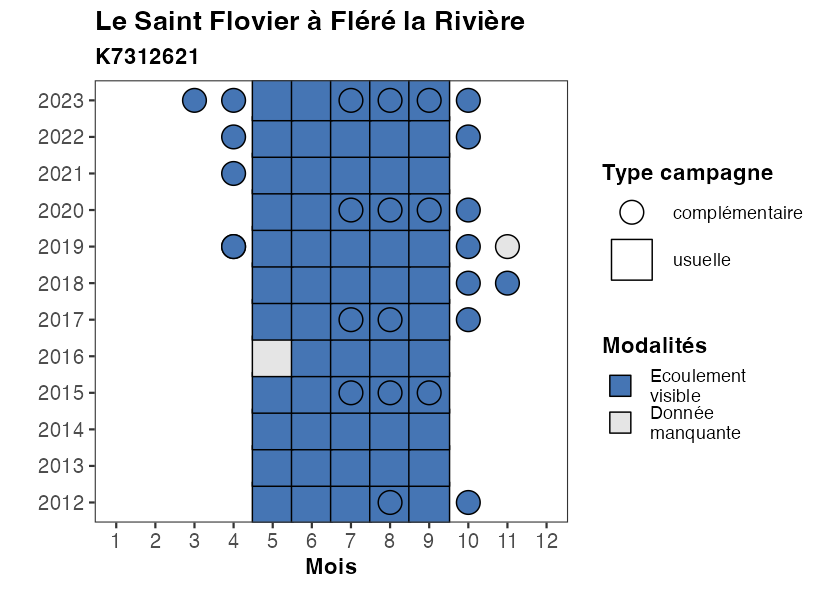 Le Saint Flovier à Fléré la Rivière
K7312621
2023
2022
2021
2020
2019
2018
2017
2016
2015
2014
2013
2012
1 2 3 4 5 6 7 8 9 10 11 12
Mois
Type campagne
complémentaire
usuelle
Modalités
Ecoulement
visible
Donnée
manquante